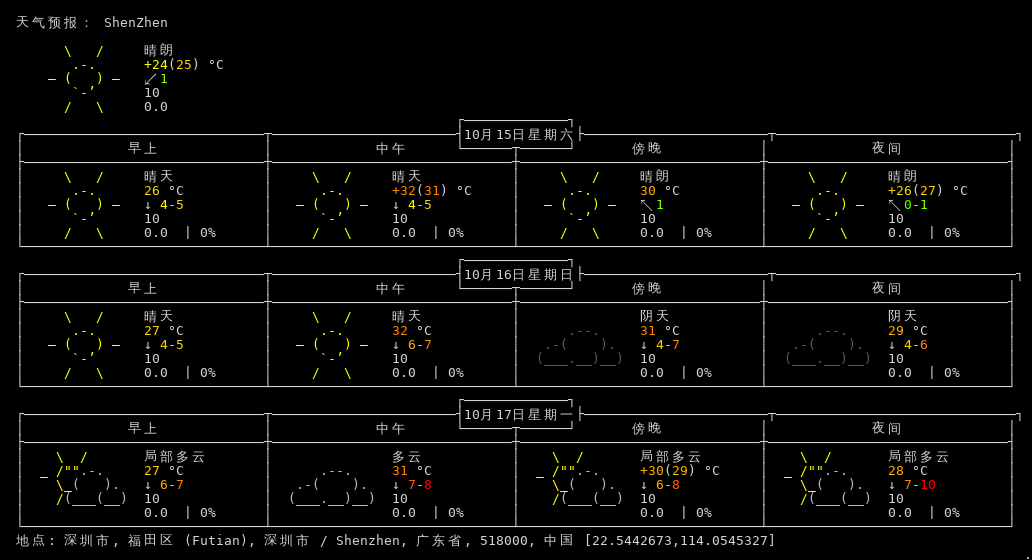 天气预报： ShenZhen
晴朗
+24(25) °C
↙ 1
10
0.0
10月15日星期六
早上 中午 傍晚 夜间
晴天 晴天 晴朗 晴朗
26 °C +32(31) °C 30 °C +26(27) °C
↓ 4-5 ↓ 4-5 ↖ 1 ↖ 0-1
10 10 10 10
0.0 | 0% 0.0 | 0% 0.0 | 0% 0.0 | 0%
10月16日星期日
早上 中午 傍晚 夜间
晴天 晴天 阴天 阴天
27 °C 32 °C 31 °C 29 °C
↓ 4-5 ↓ 6-7 ↓ 4-7 ↓ 4-6
10 10 10 10
0.0 | 0% 0.0 | 0% 0.0 | 0% 0.0 | 0%
10月17日星期一
早上 中午 傍晚 夜间
局部多云 多云 局部多云 局部多云
27 °C 31 °C +30(29) °C 28 °C
↓ 6-7 ↓ 7-8 ↓ 6-8 ↓ 7-10
10 10 10 10
0.0 | 0% 0.0 | 0% 0.0 | 0% 0.0 | 0%
地点: 深圳市, 福田区 (Futian), 深圳市 / Shenzhen, 广东省, 518000, 中国 [22.5442673,114.0545327]